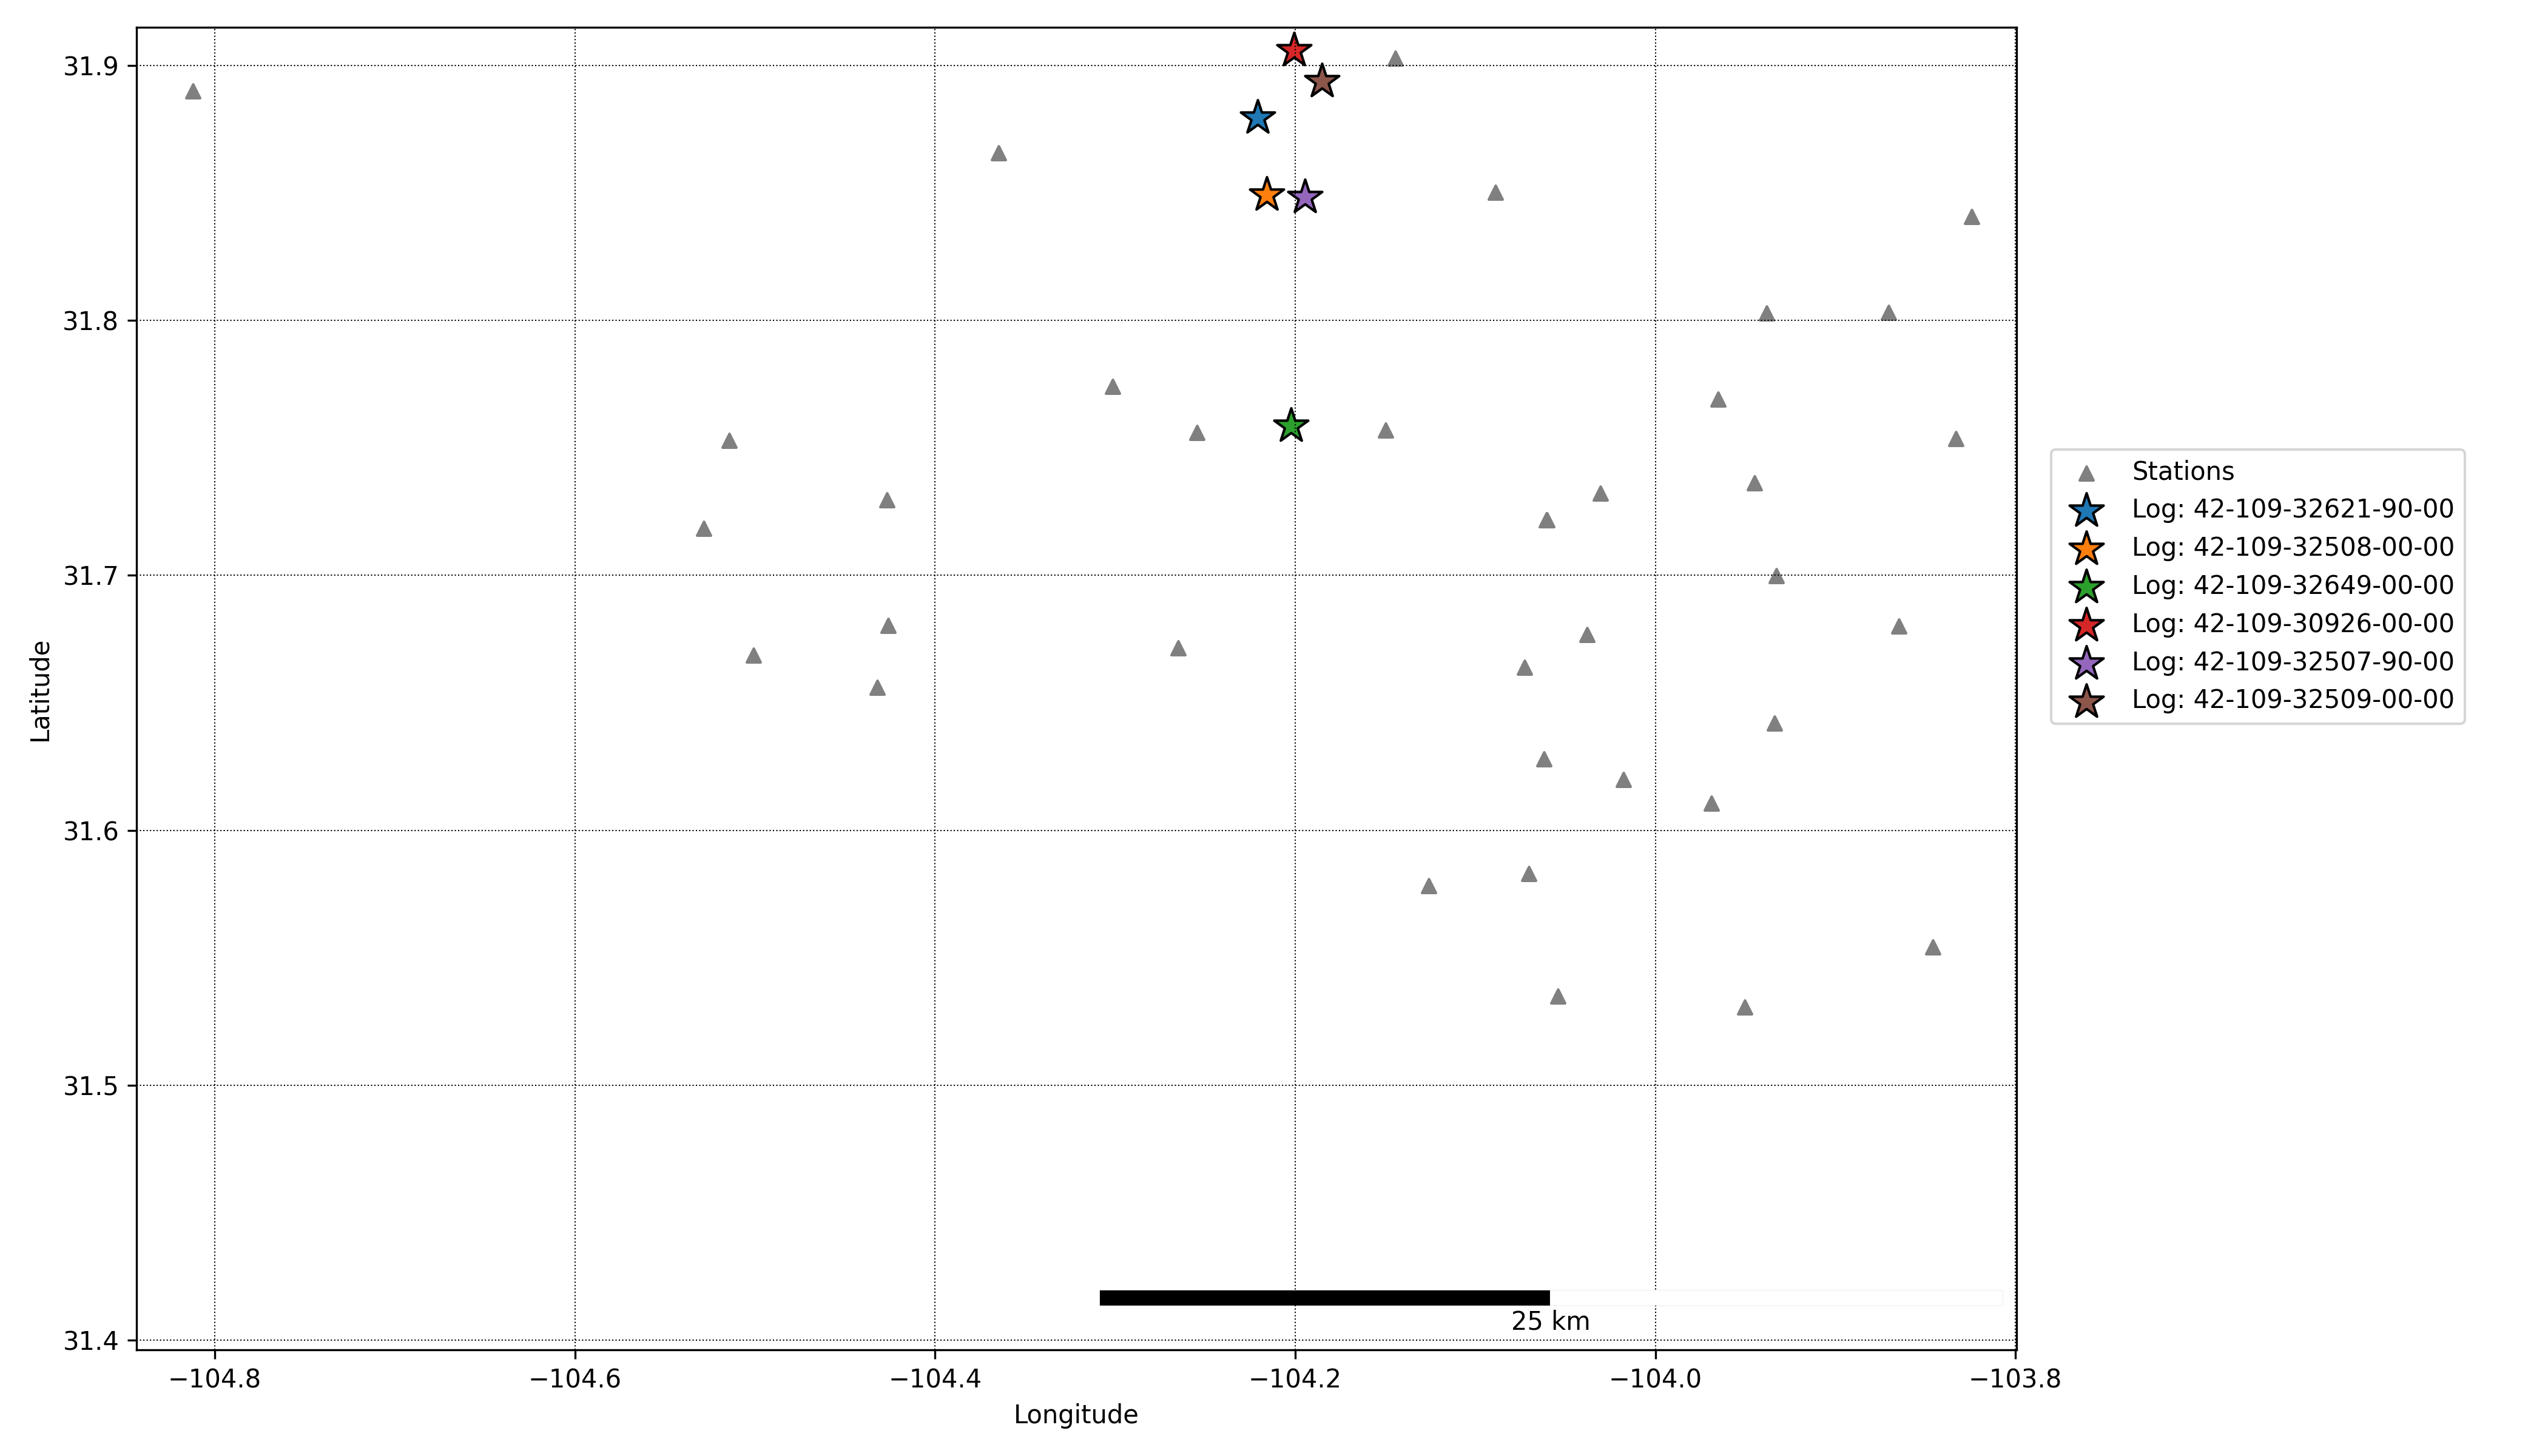 31.9
31.8
31.7
31.6
31.5
31.4
Latitude
−104.8
−104.6
−104.4
−104.2
−104.0
−103.8
Longitude
25 km
Stations
Log: 42-109-32621-90-00
Log: 42-109-32508-00-00
Log: 42-109-32649-00-00
Log: 42-109-30926-00-00
Log: 42-109-32507-90-00
Log: 42-109-32509-00-00